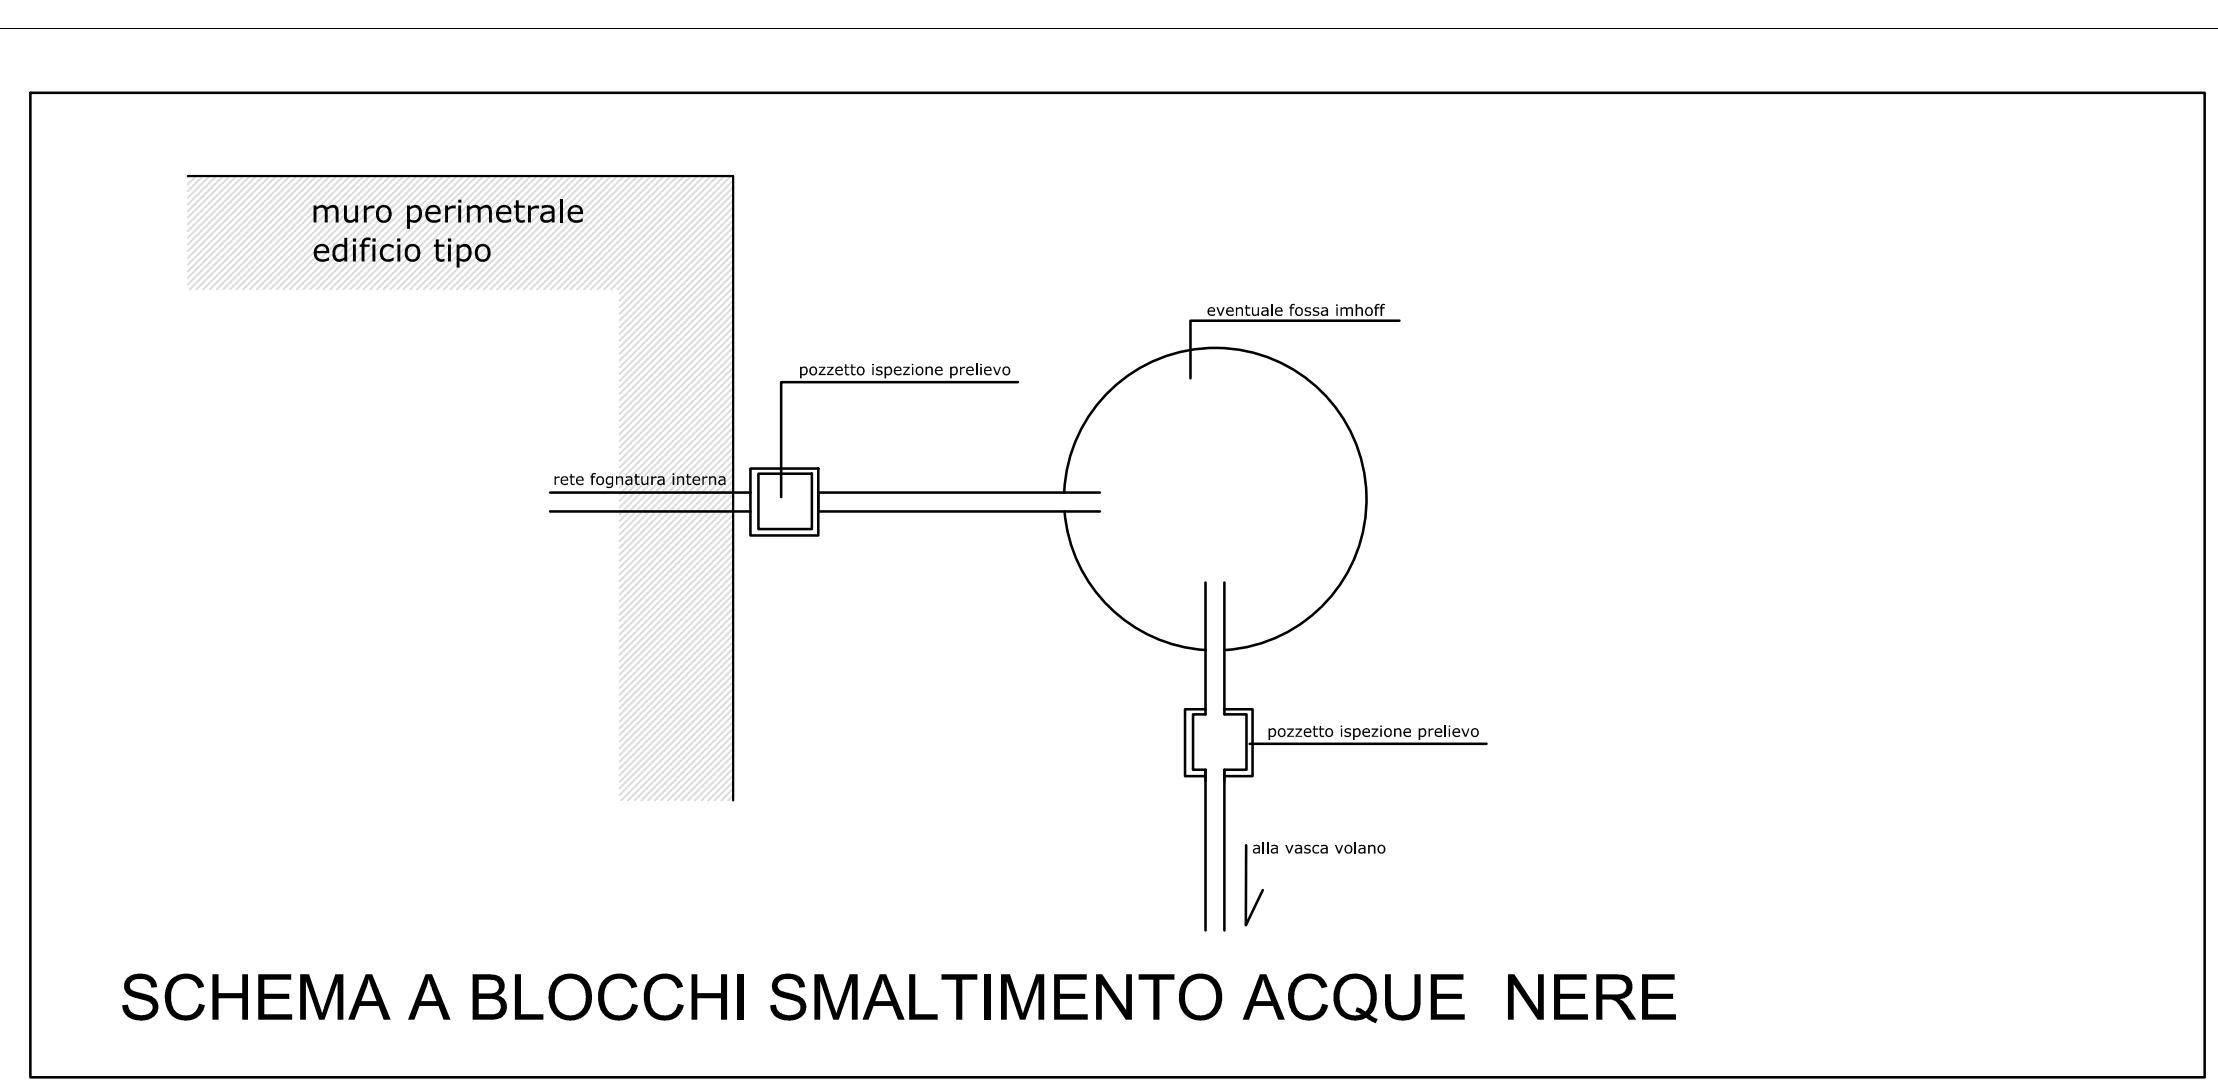 muro perimetrale
edificio tipo
eventuale fossa imhoff
pozzetto ispezione prelievo
rete fognatura interna
pozzetto ispezione prelievo
alla vasca volano
SCHEMA A BLOCCHI SMALTIMENTO ACQUE  NERE